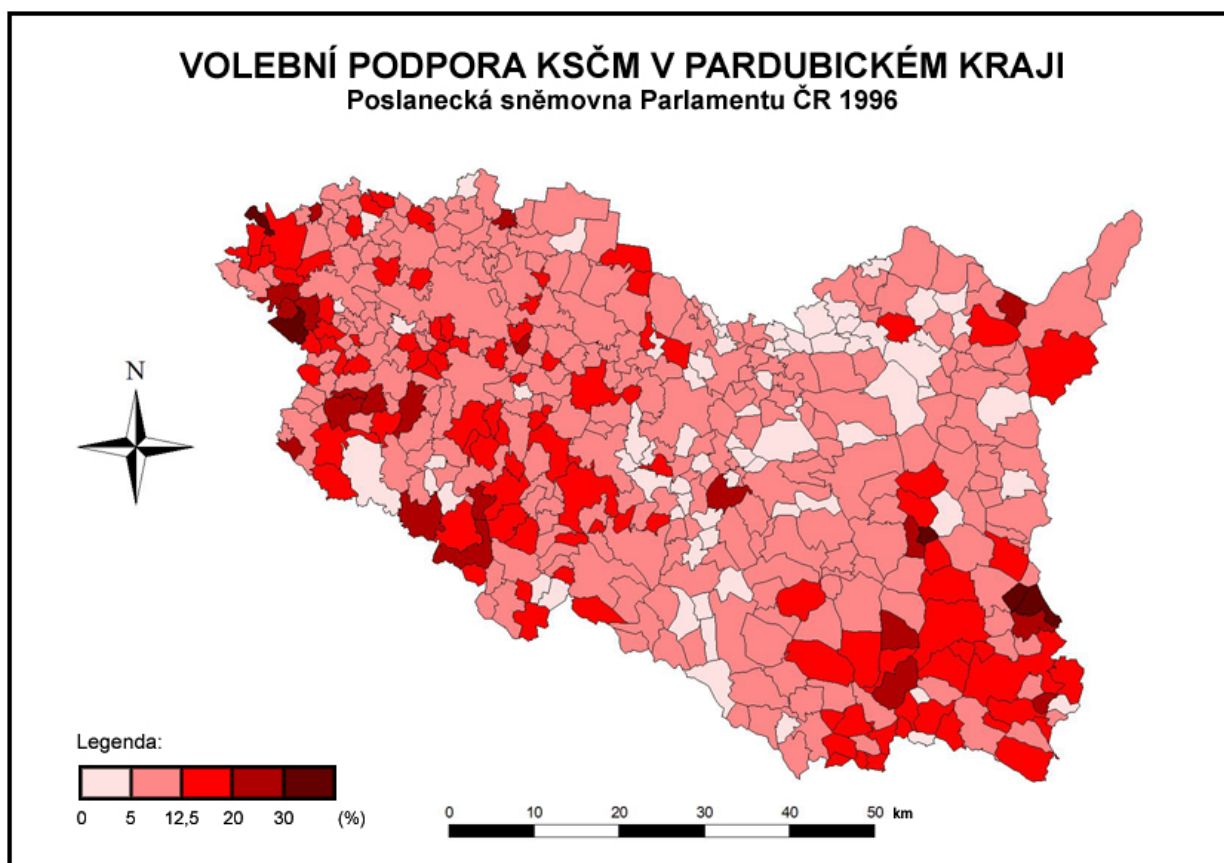 VOLEBNÍ PODPORA KSČM V PARDUBICKÉM KRAJI
Poslanecká sněmovna Parlamentu ČR 1996
N
Legenda:
0 5 12,5 20 30 (%)
0 10 20 30 40 50 km